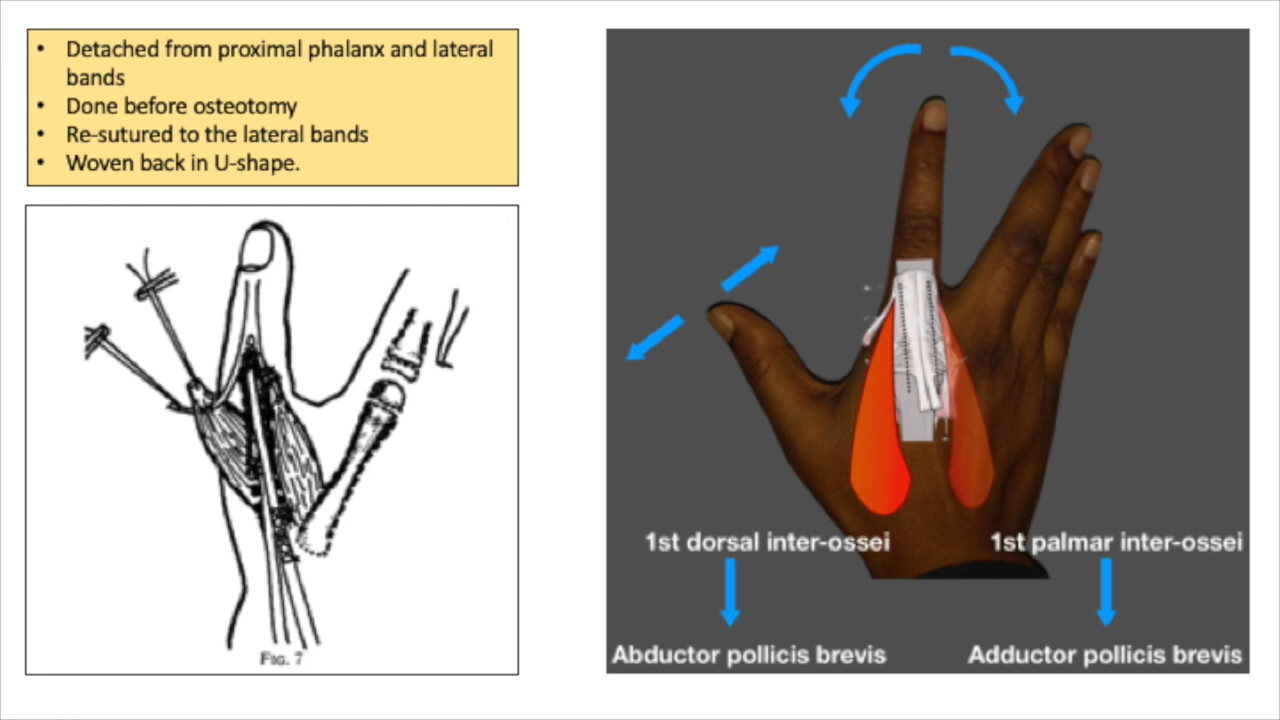 • Detached from proximal phalanx and lateral
bands
• Done before osteotomy
• Re-sutured to the lateral bands
• Woven back in U-shape.
FIG. 7
1st dorsal inter-ossei
1st palmar inter-ossei
Abductor pollicis brevis
Adductor pollicis brevis